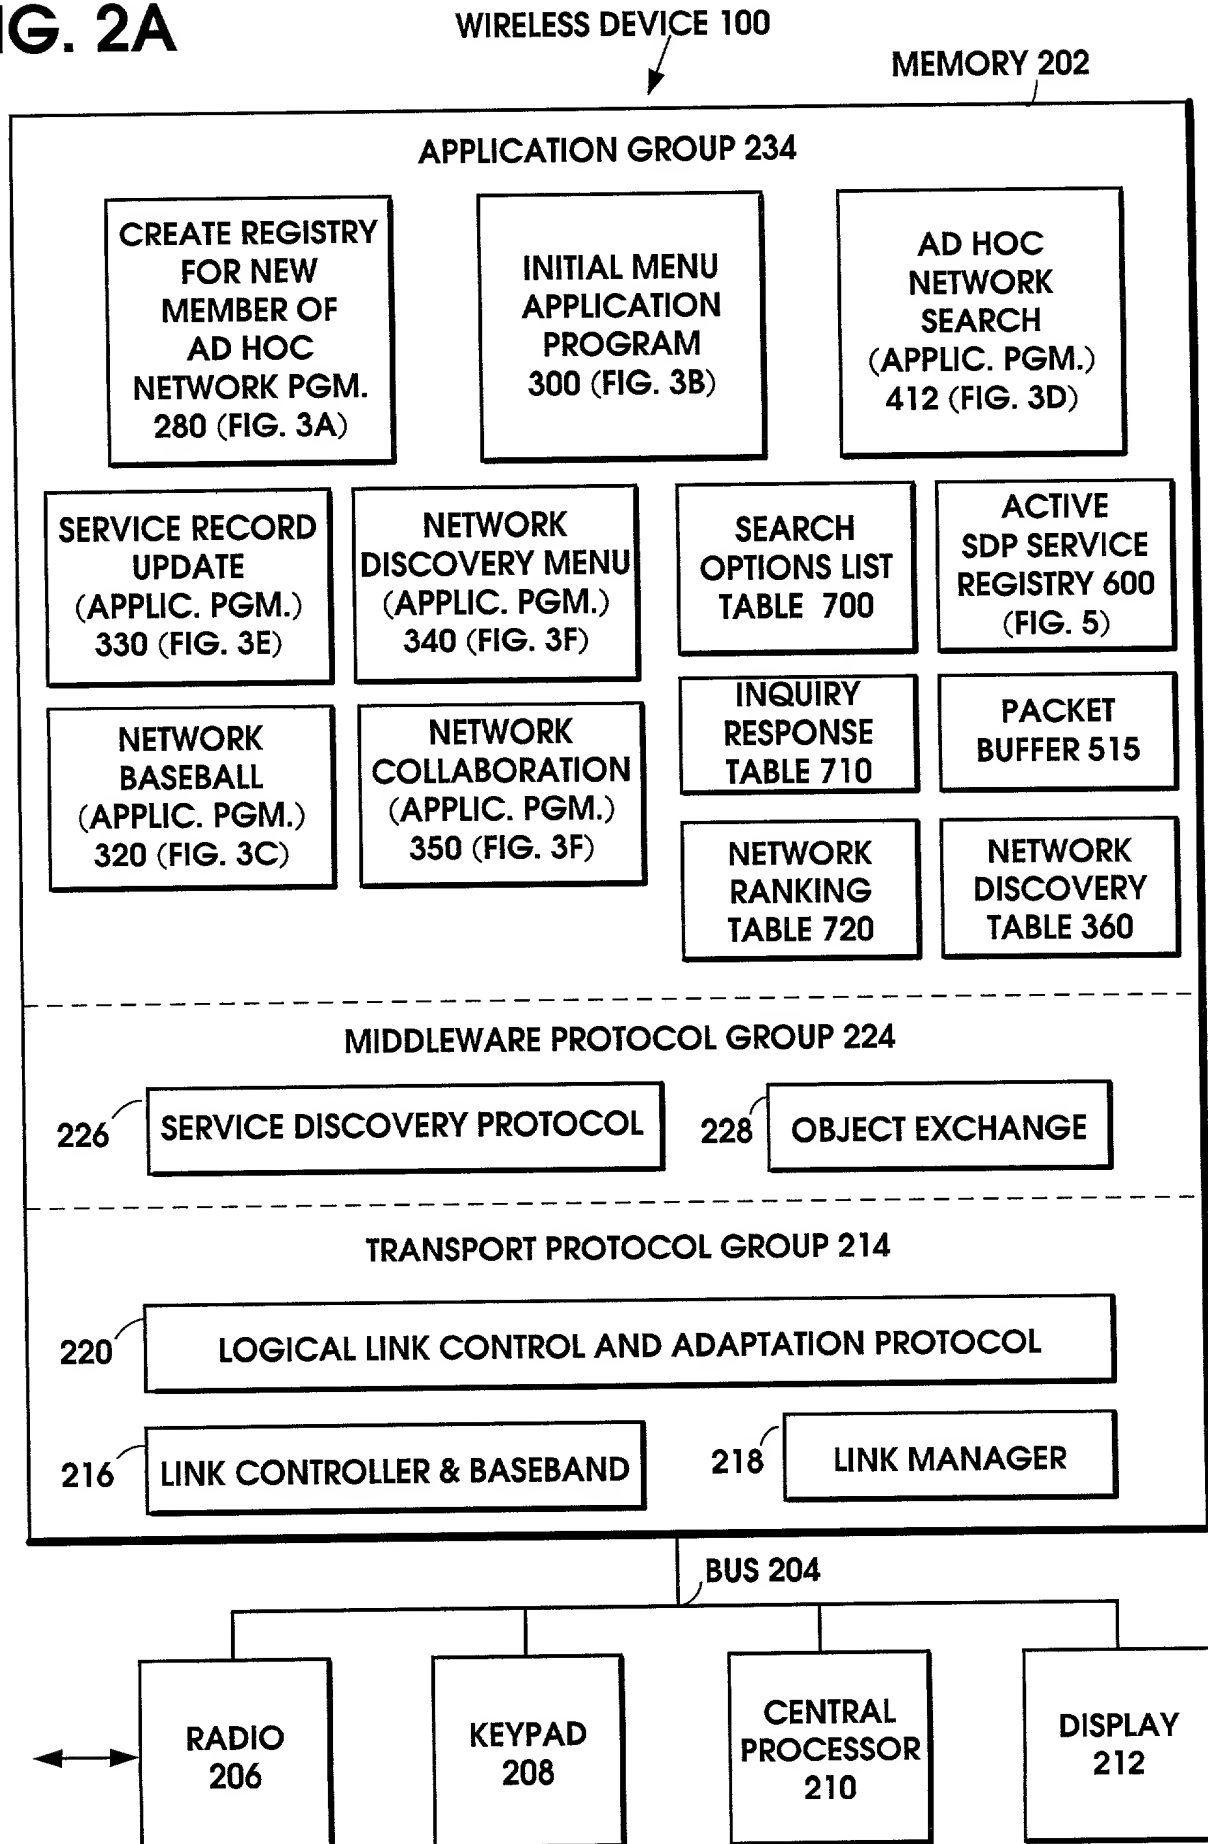 G. 2A
WIRELESS DEVICE 100
MEMORY 202
APPLICATION GROUP 234
CREATE REGISTRY
FOR NEW
MEMBER OF
AD HOC
NETWORK PGM.
280 (FIG. 3A)
INITIAL MENU
APPLICATION
PROGRAM
300 (FIG. 3B)
AD HOC
NETWORK
SEARCH
(APPLIC. PGM.)
412 (FIG. 3D)
SERVICE RECORD
UPDATE
(APPLIC. PGM.)
330 (FIG. 3E)
NETWORK
DISCOVERY MENU
(APPLIC. PGM.)
340 (FIG. 3F)
SEARCH
OPTIONS LIST
TABLE 700
ACTIVE
SDP SERVICE
REGISTRY 600
(FIG. 5)
NETWORK
BASEBALL
(APPLIC. PGM.)
320 (FIG. 3C)
NETWORK
COLLABORATION
(APPLIC. PGM.)
350 (FIG. 3F)
INQUIRY
RESPONSE
TABLE 710
PACKET
BUFFER 515
NETWORK
RANKING
TABLE 720
NETWORK
DISCOVERY
TABLE 360
MIDDLEWARE PROTOCOL GROUP 224
226
SERVICE DISCOVERY PROTOCOL
228
OBJECT EXCHANGE
TRANSPORT PROTOCOL GROUP 214
220
LOGICAL LINK CONTROL AND ADAPTATION PROTOCOL
216
LINK CONTROLLER & BASEBAND
218
LINK MANAGER
BUS 204
RADIO
206
KEYPAD
208
CENTRAL
PROCESSOR
210
DISPLAY
212